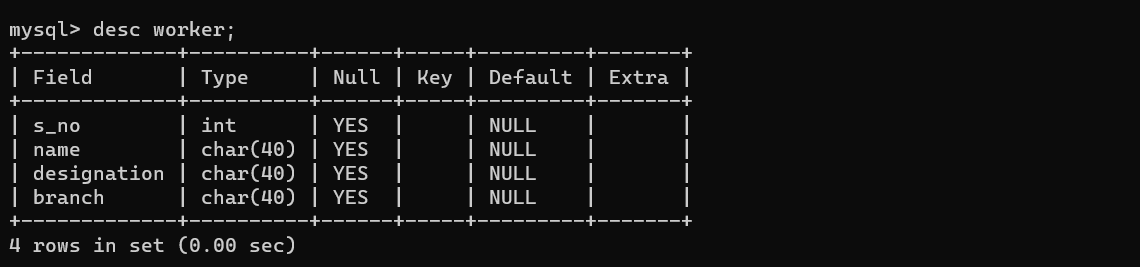 mysql> desc worker;
+-------------+----------+------+-----+---------+-------+
| Field       | Type     | Null | Key | Default | Extra |
+-------------+----------+------+-----+---------+-------+
| s_no        | int      | YES  |     | NULL    |       |
| name        | char(40) | YES  |     | NULL    |       |
| designation | char(40) | YES  |     | NULL    |       |
| branch      | char(40) | YES  |     | NULL    |       |
+-------------+----------+------+-----+---------+-------+
4 rows in set (0.00 sec)